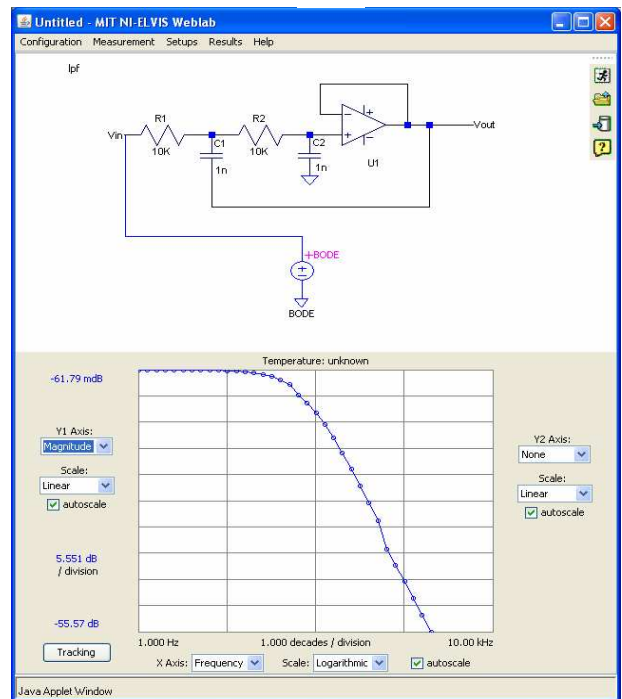 Untitled - MIT NI-ELVIS Weblab
Configuration Measurement Setups Results Help
lpf
R1
R2
Vin
10K
C1
10K
C2
1n
1n
U1
Vout
+BODE
BODE
Temperature: unknown
-61.79 mdB
Y1 Axis:
Magnitude
Scale:
Linear
autoscale
5.551 dB
/ division
-55.57 dB
Tracking
Y2 Axis:
None
Scale:
Linear
autoscale
1.000 Hz 1.000 decades / division 10.00 kHz
X Axis: Frequency Scale: Logarithmic autoscale
Java Applet Window